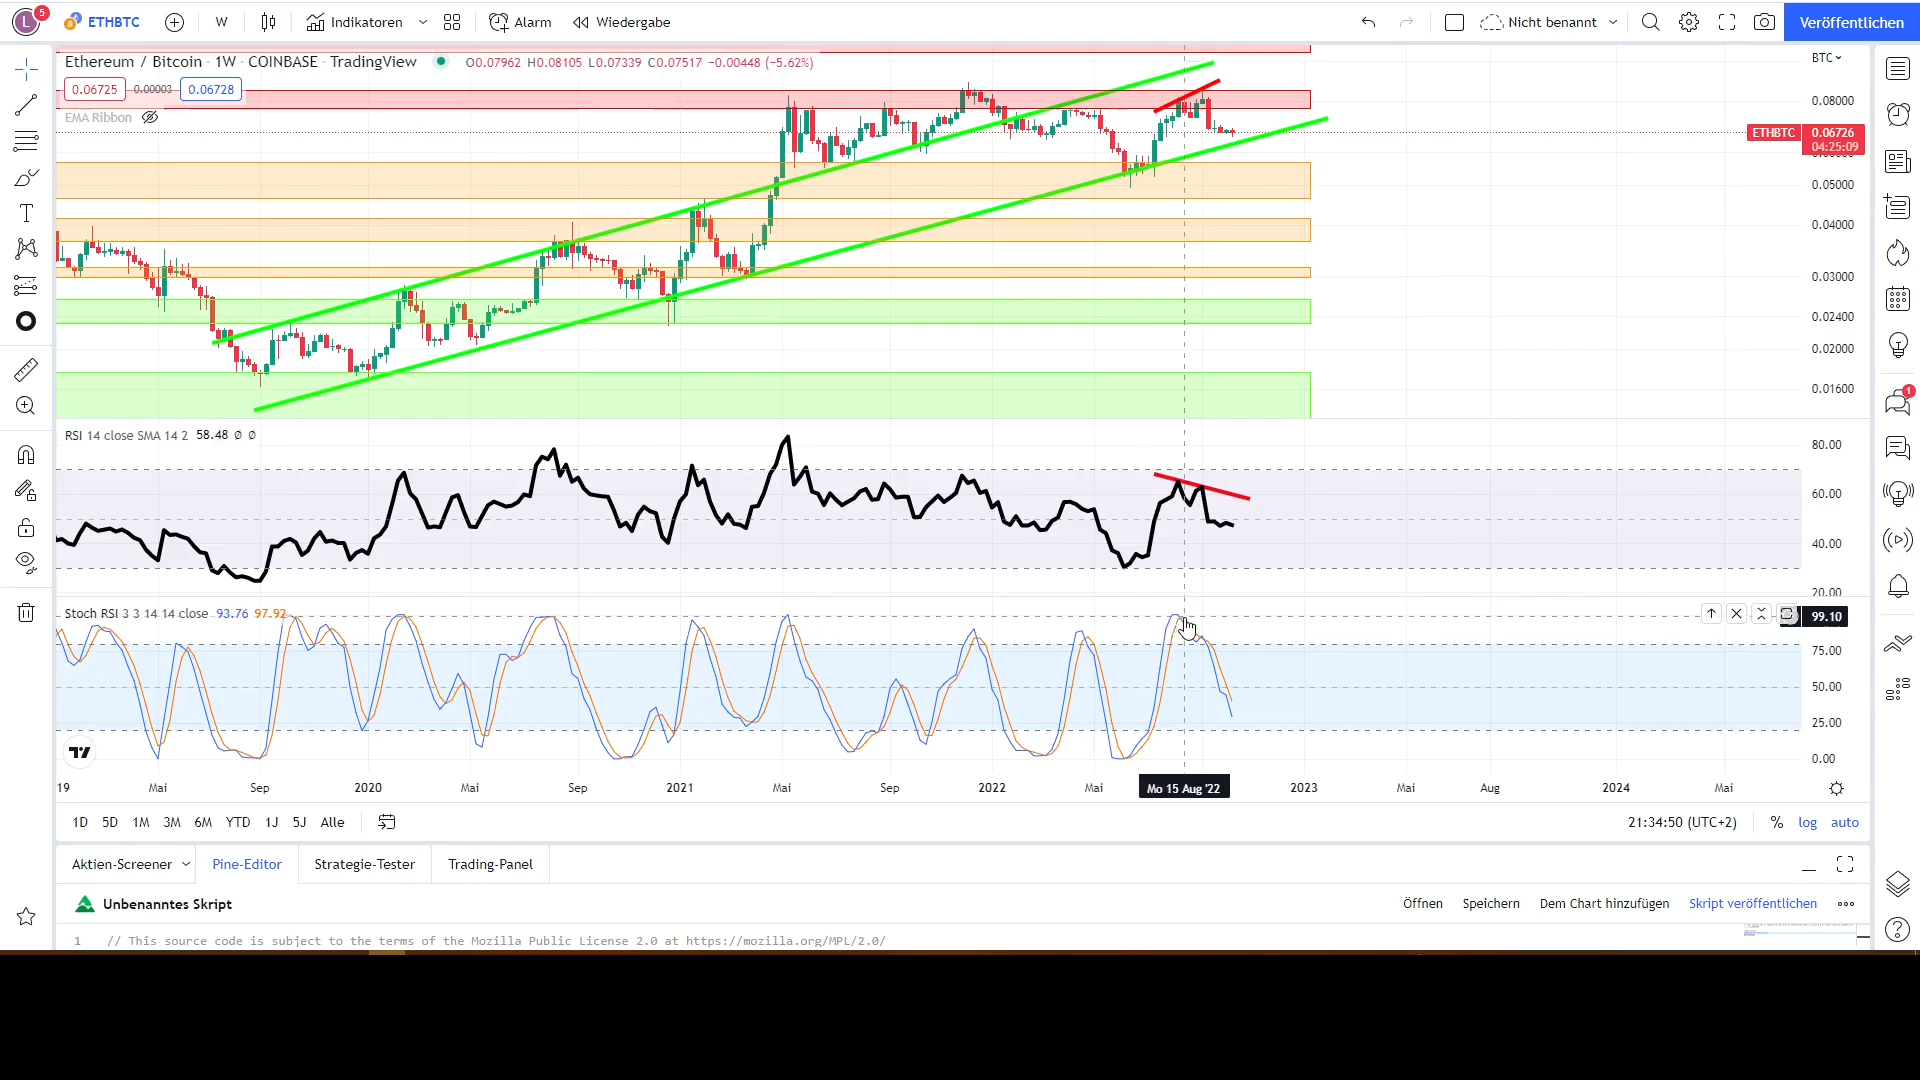 L 5 ETHBTC W Indikatoren Alarm Wiedergabe Nicht benannt Veröffentlichen
Ethereum / Bitcoin · 1W · COINBASE · TradingView O0.07962 H0.08105 L0.07339 C0.07517 −0.00448 (−5.62%)
BTC
0.06725 0.00003 0.06728
EMA Ribbon
0.08000
ETHBTC 0.06726
04:25:09
0.05000
0.04000
0.03000
0.02400
0.02000
0.01600
RSI 14 close SMA 14 2 58.48 Ø Ø
80.00
60.00
40.00
20.00
Stoch RSI 3 3 14 14 close 93.76 97.92
99.10
75.00
50.00
25.00
0.00
19 Mai Sep 2020 Mai Sep 2021 Mai Sep 2022 Mai Mo 15 Aug '22 2023 Mai Aug 2024 Mai
1D 5D 1M 3M 6M YTD 1J 5J Alle 21:34:50 (UTC+2) % log auto
Aktien-Screener Pine-Editor Strategie-Tester Trading-Panel
Unbenanntes Skript Öffnen Speichern Dem Chart hinzufügen Skript veröffentlichen
1 // This source code is subject to the terms of the Mozilla Public License 2.0 at https://mozilla.org/MPL/2.0/
1